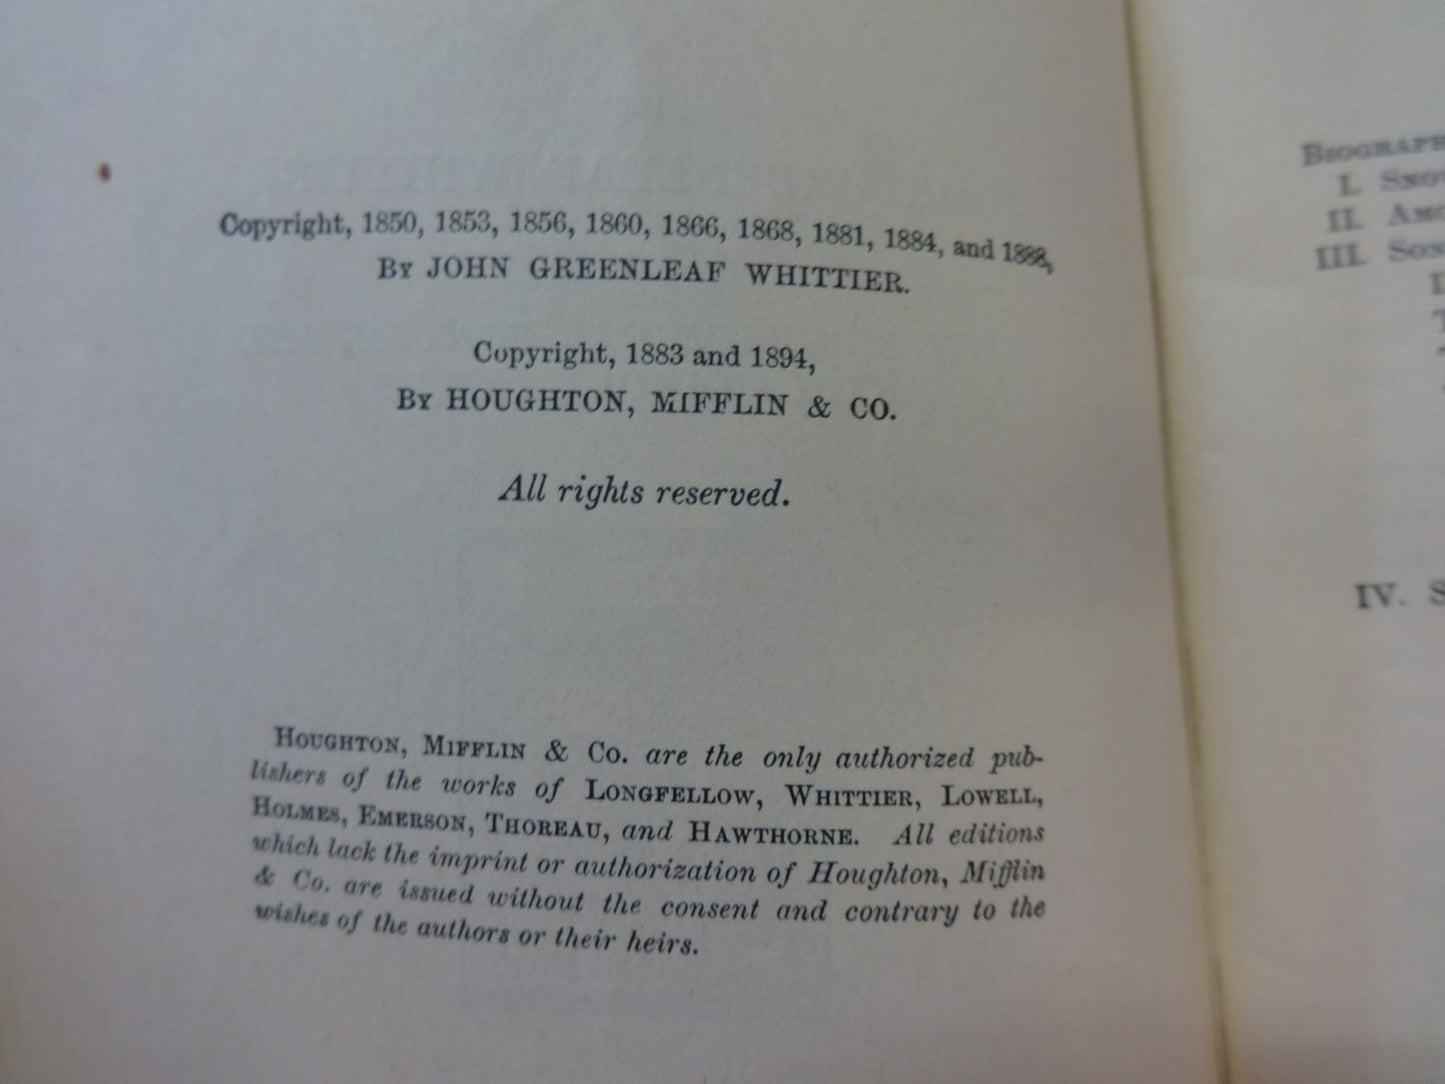 Copyright, 1850, 1853, 1856, 1860, 1866, 1868, 1881, 1884, and 1888,
By JOHN GREENLEAF WHITTIER.
Copyright, 1883 and 1894,
By HOUGHTON, MIFFLIN & CO.
All rights reserved.
Houghton, Mifflin & Co. are the only authorized pub-
lishers of the works of Longfellow, Whittier, Lowell,
Holmes, Emerson, Thoreau, and Hawthorne. All editions
which lack the imprint or authorization of Houghton, Mifflin
& Co. are issued without the consent and contrary to the
wishes of the authors or their heirs.
I.
II.
III.
IV. S